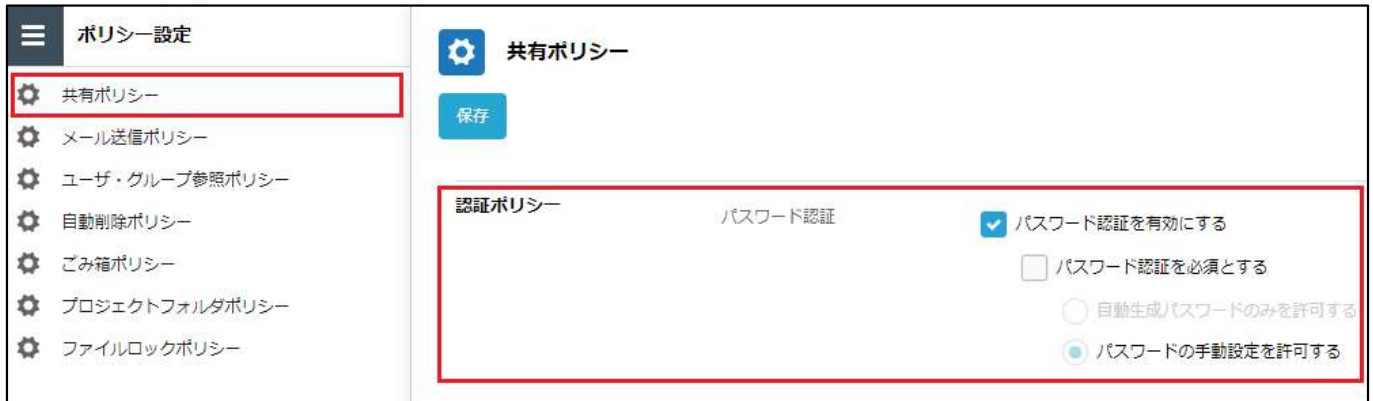 ポリシー設定
共有ポリシー
メール送信ポリシー
ユーザ・グループ参照ポリシー
自動削除ポリシー
ごみ箱ポリシー
プロジェクトフォルダポリシー
ファイルロックポリシー
共有ポリシー
保存
認証ポリシー
パスワード認証
パスワード認証を有効にする
パスワード認証を必須とする
自動生成パスワードのみを許可する
パスワードの手動設定を許可する